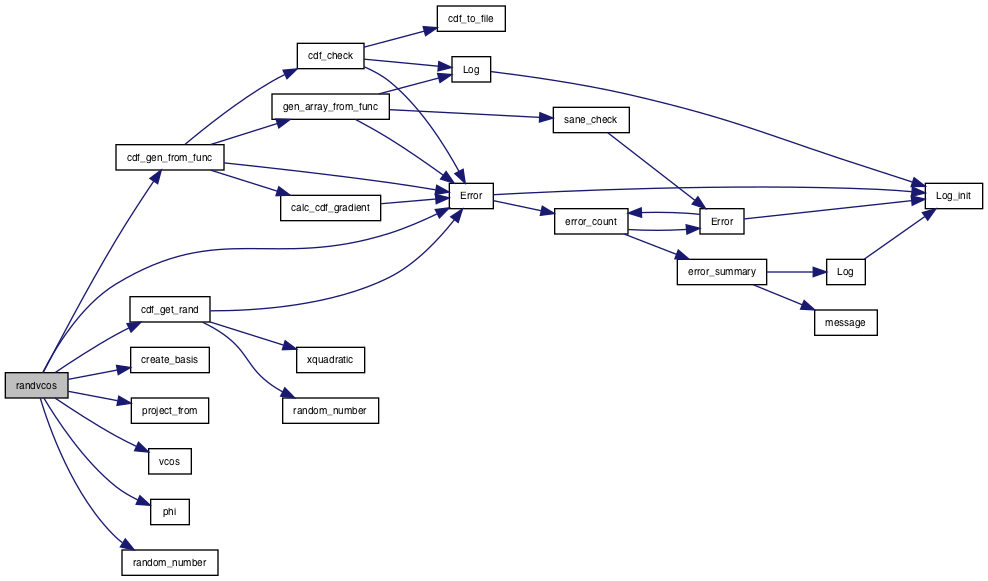 cdf_to_file
cdf_check
Log
gen_array_from_func
sane_check
cdf_gen_from_func
calc_cdf_gradient
Error
Log_init
error_count
Error
error_summary
Log
cdf_get_rand
message
create_basis
xquadratic
randvcos
project_from
random_number
vcos
phi
random_number